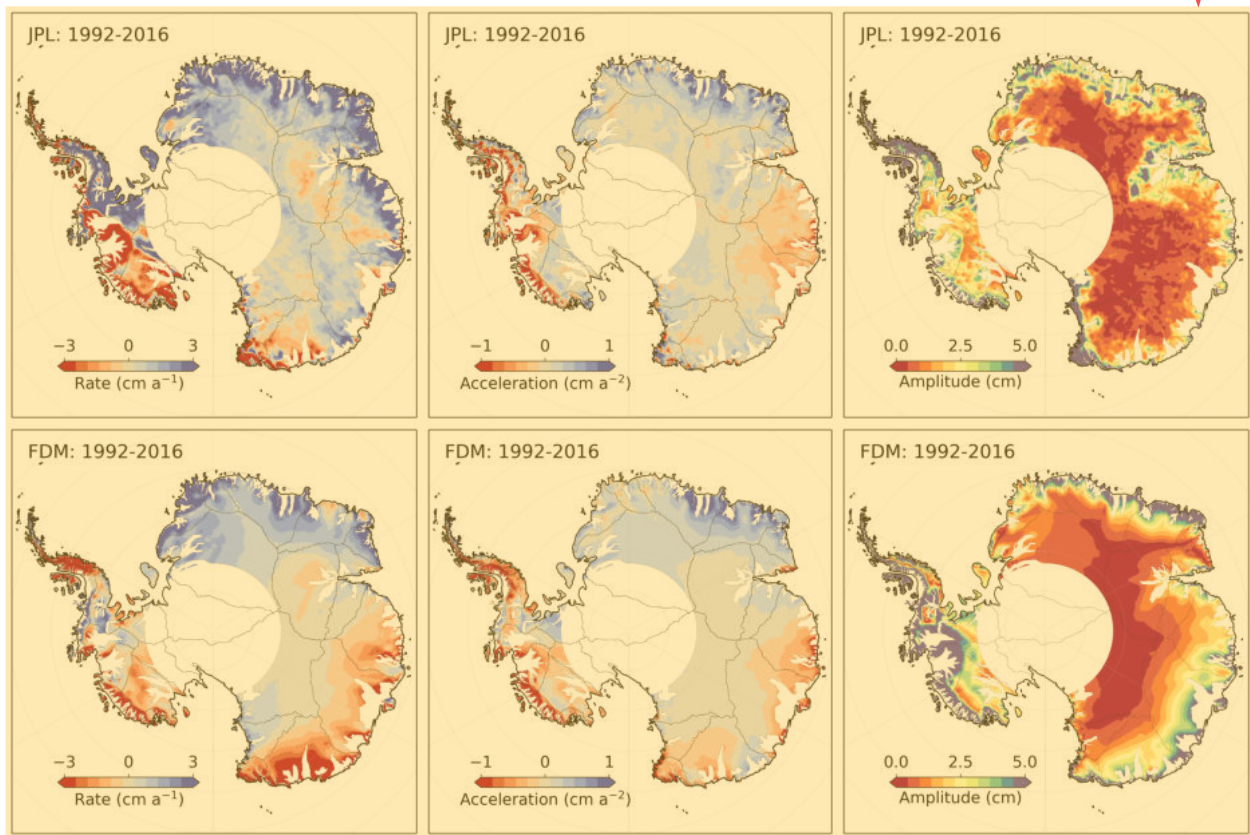 JPL: 1992-2016
−3 0 3
Rate (cm a⁻¹)
JPL: 1992-2016
−1 0 1
Acceleration (cm a⁻²)
JPL: 1992-2016
0.0 2.5 5.0
Amplitude (cm)
FDM: 1992-2016
−3 0 3
Rate (cm a⁻¹)
FDM: 1992-2016
−1 0 1
Acceleration (cm a⁻²)
FDM: 1992-2016
0.0 2.5 5.0
Amplitude (cm)